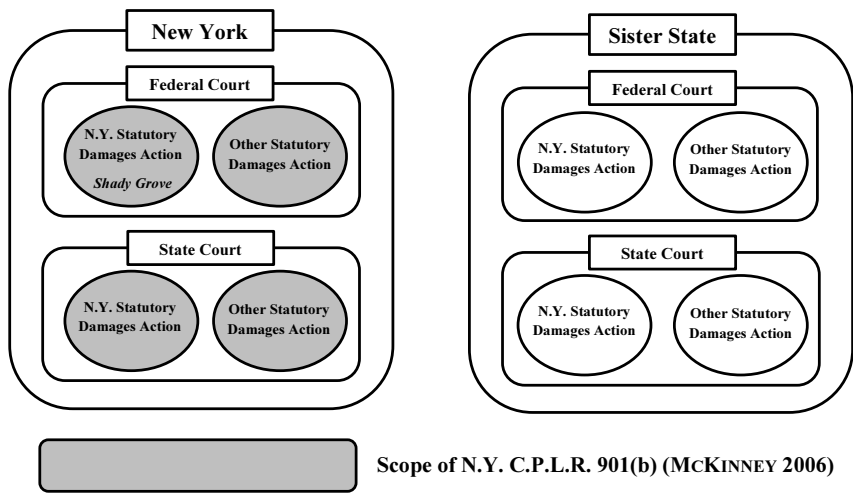 New York
Federal Court
N.Y. Statutory
Damages Action
Shady Grove
Other Statutory
Damages Action
State Court
N.Y. Statutory
Damages Action
Other Statutory
Damages Action
Sister State
Federal Court
N.Y. Statutory
Damages Action
Other Statutory
Damages Action
State Court
N.Y. Statutory
Damages Action
Other Statutory
Damages Action
Scope of N.Y. C.P.L.R. 901(b) (MCKINNEY 2006)